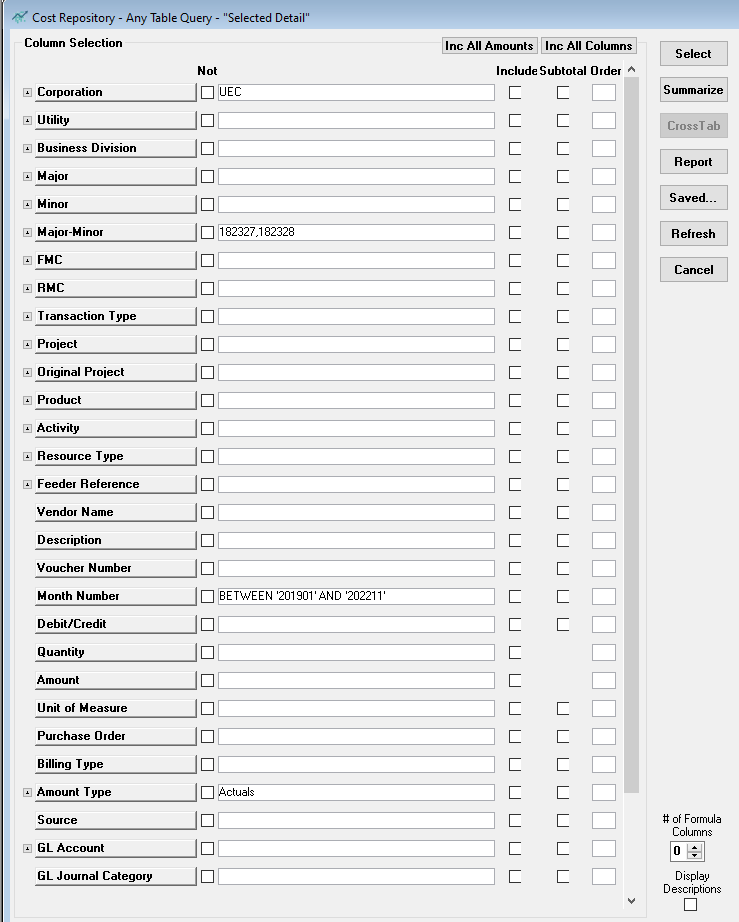 Cost Repository - Any Table Query - "Selected Detail"
Column Selection
Inc All Amounts Inc All Columns
Not Include Subtotal Order
Corporation UEC
Utility
Business Division
Major
Minor
Major-Minor 182327,182328
FMC
RMC
Transaction Type
Project
Original Project
Product
Activity
Resource Type
Feeder Reference
Vendor Name
Description
Voucher Number
Month Number BETWEEN '201901' AND '202211'
Debit/Credit
Quantity
Amount
Unit of Measure
Purchase Order
Billing Type
Amount Type Actuals
Source
GL Account
GL Journal Category
Select
Summarize
CrossTab
Report
Saved...
Refresh
Cancel
# of Formula
Columns
0
Display
Descriptions